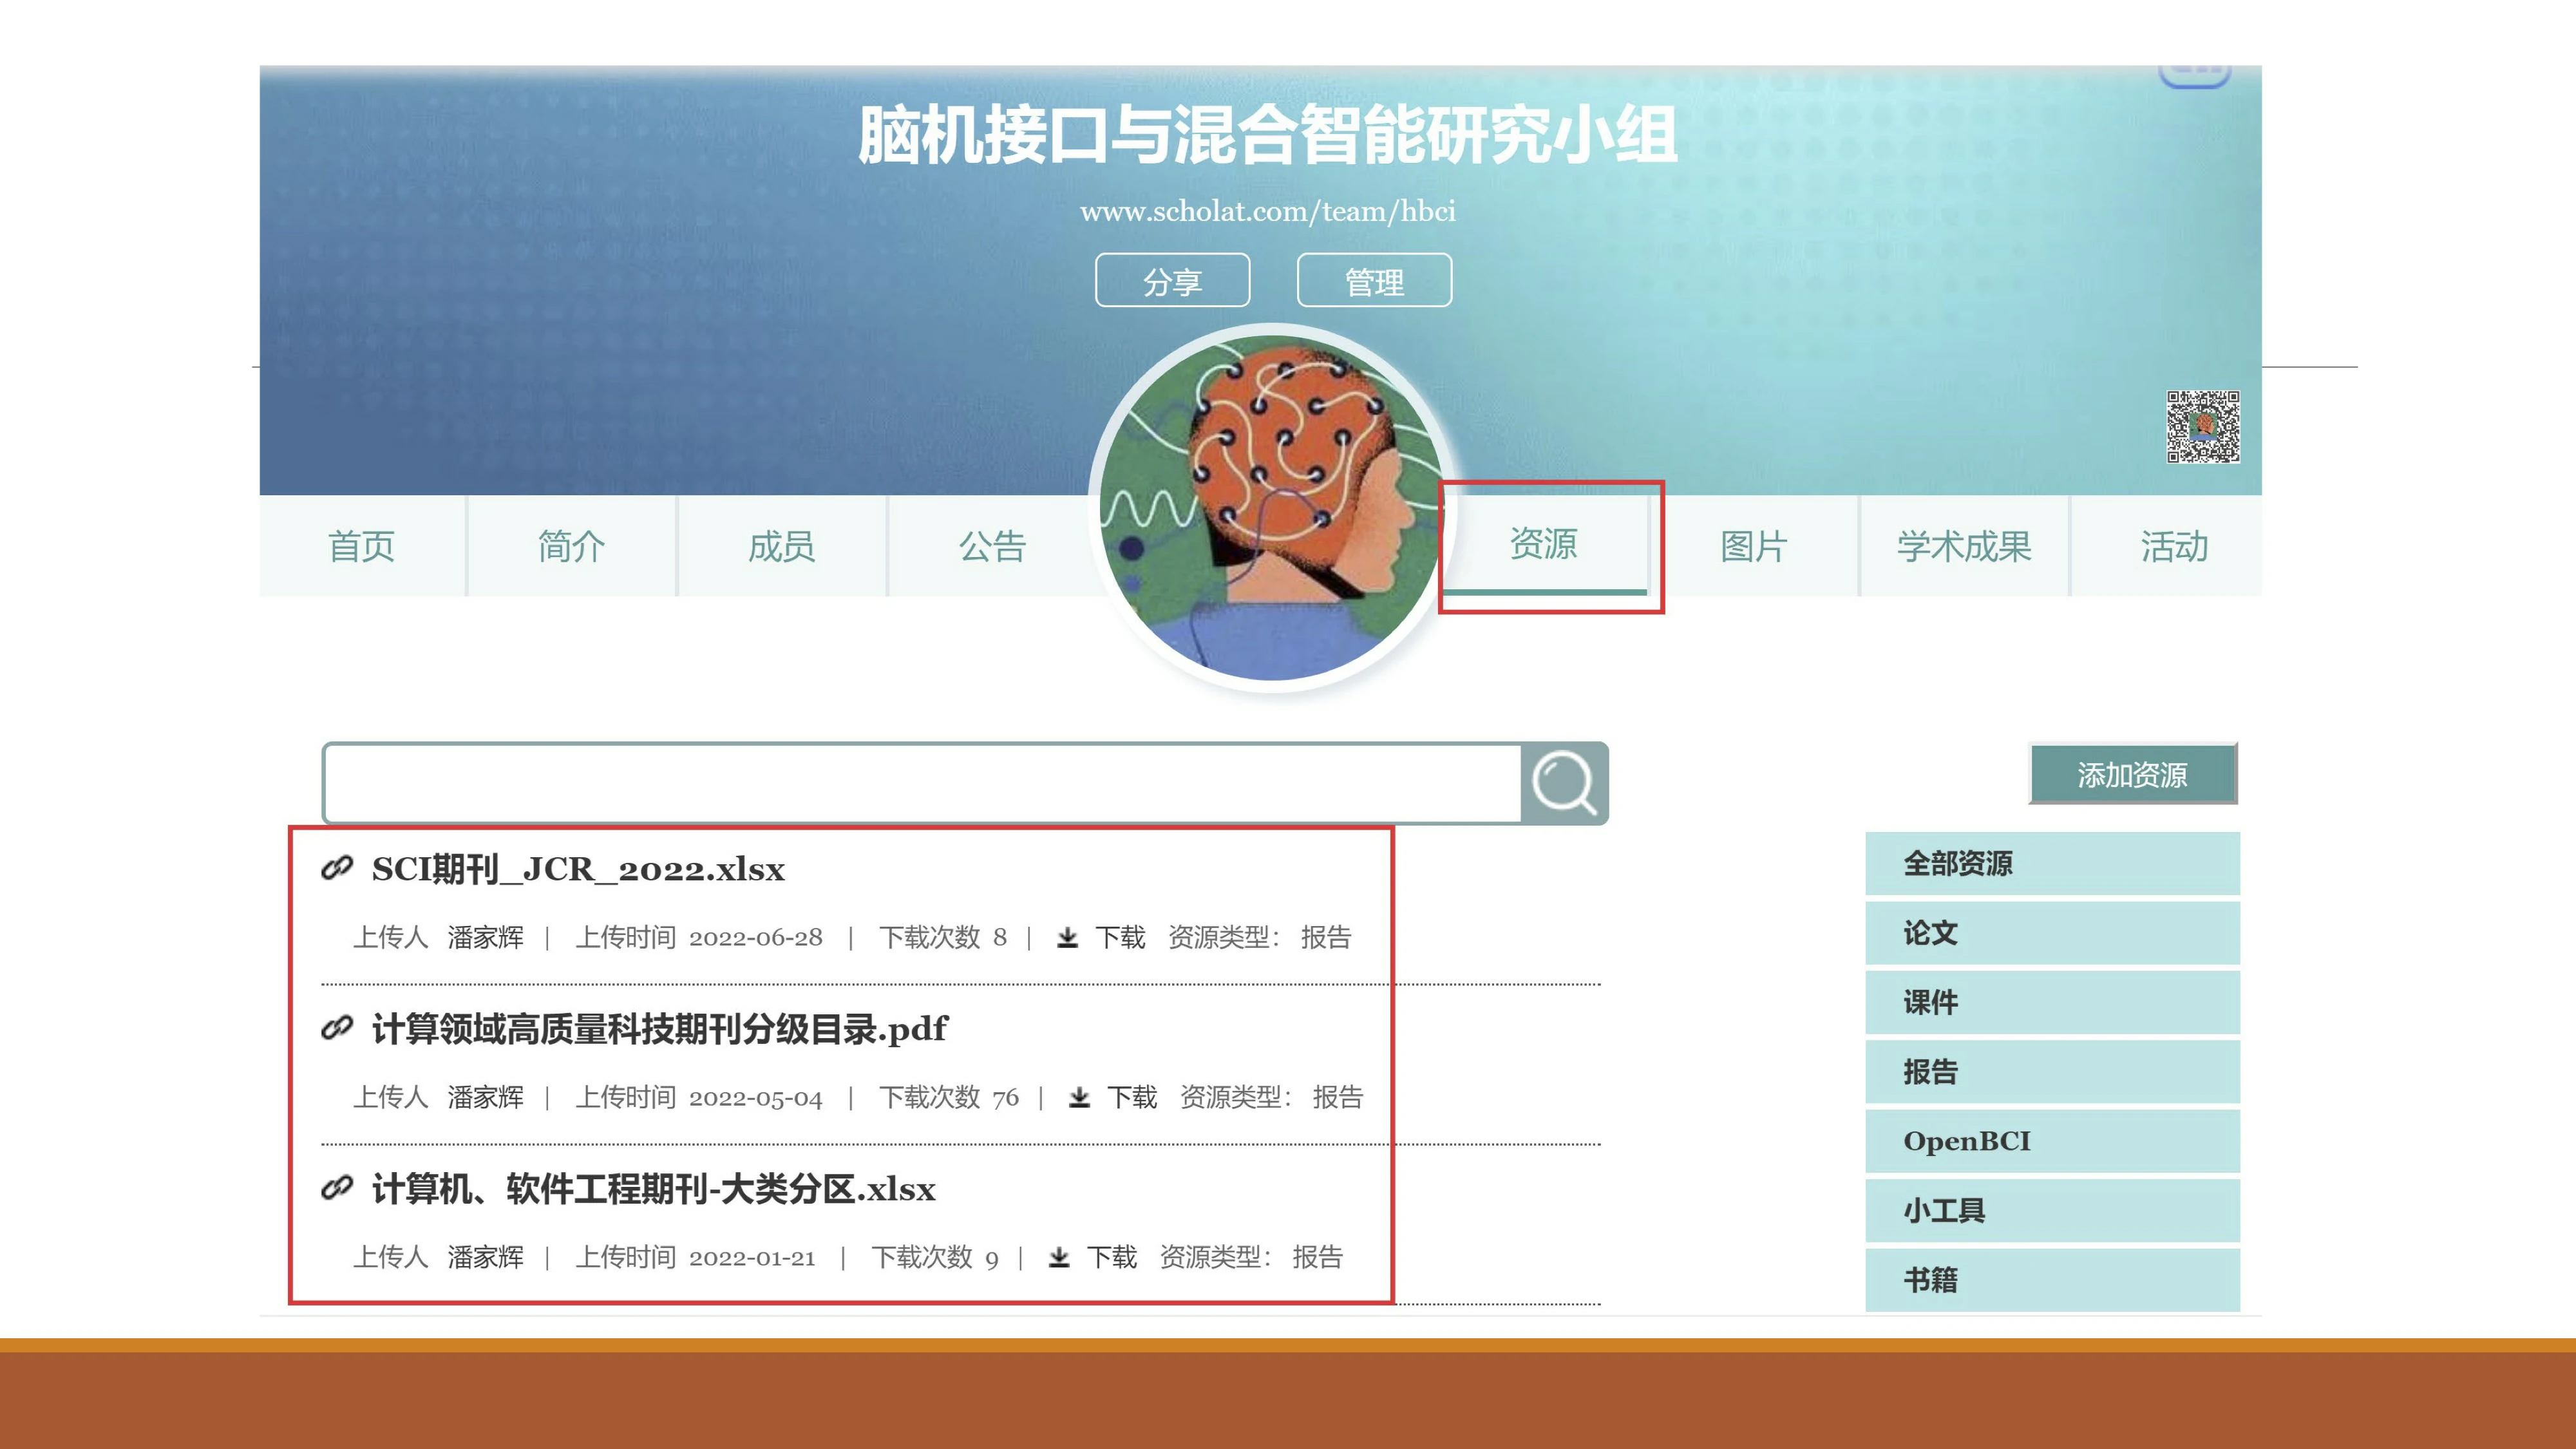 脑机接口与混合智能研究小组
www.scholat.com/team/hbci
分享 管理
首页 简介 成员 公告 资源 图片 学术成果 活动
添加资源
SCI期刊_JCR_2022.xlsx
上传人 潘家辉 | 上传时间 2022-06-28 | 下载次数 8 | 下载 资源类型： 报告
计算领域高质量科技期刊分级目录.pdf
上传人 潘家辉 | 上传时间 2022-05-04 | 下载次数 76 | 下载 资源类型： 报告
计算机、软件工程期刊-大类分区.xlsx
上传人 潘家辉 | 上传时间 2022-01-21 | 下载次数 9 | 下载 资源类型： 报告
全部资源
论文
课件
报告
OpenBCI
小工具
书籍